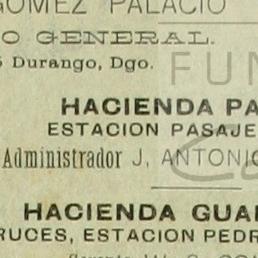 GOMEZ PALACIO
O GENERAL.
Durango, Dgo.
FUN
HACIENDA PA
ESTACION PASAJE
Administrador J, ANTONIO
HACIENDA GUA
RUCES, ESTACION PEDR